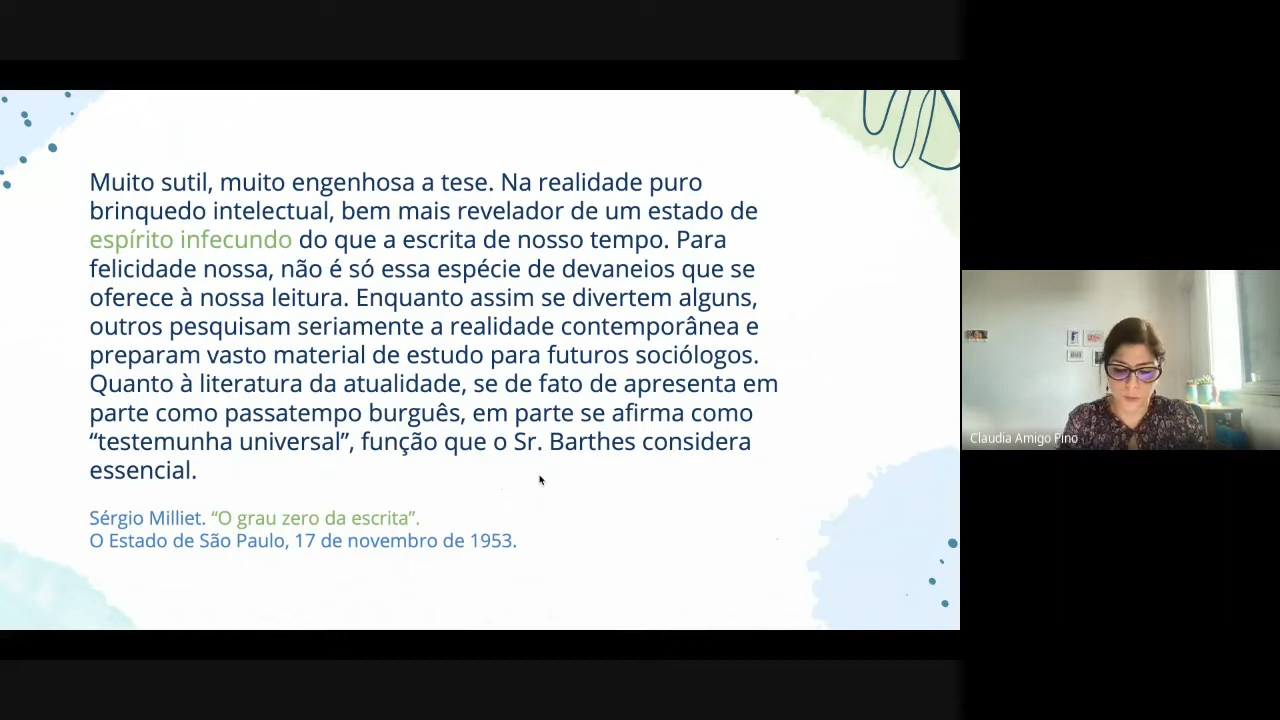 Muito sutil, muito engenhosa a tese. Na realidade puro
brinquedo intelectual, bem mais revelador de um estado de
espírito infecundo do que a escrita de nosso tempo. Para
felicidade nossa, não é só essa espécie de devaneios que se
oferece à nossa leitura. Enquanto assim se divertem alguns,
outros pesquisam seriamente a realidade contemporânea e
preparam vasto material de estudo para futuros sociólogos.
Quanto à literatura da atualidade, se de fato de apresenta em
parte como passatempo burguês, em parte se afirma como
“testemunha universal”, função que o Sr. Barthes considera
essencial.
Sérgio Milliet. “O grau zero da escrita”.
O Estado de São Paulo, 17 de novembro de 1953.
Claudia Amigo Pino